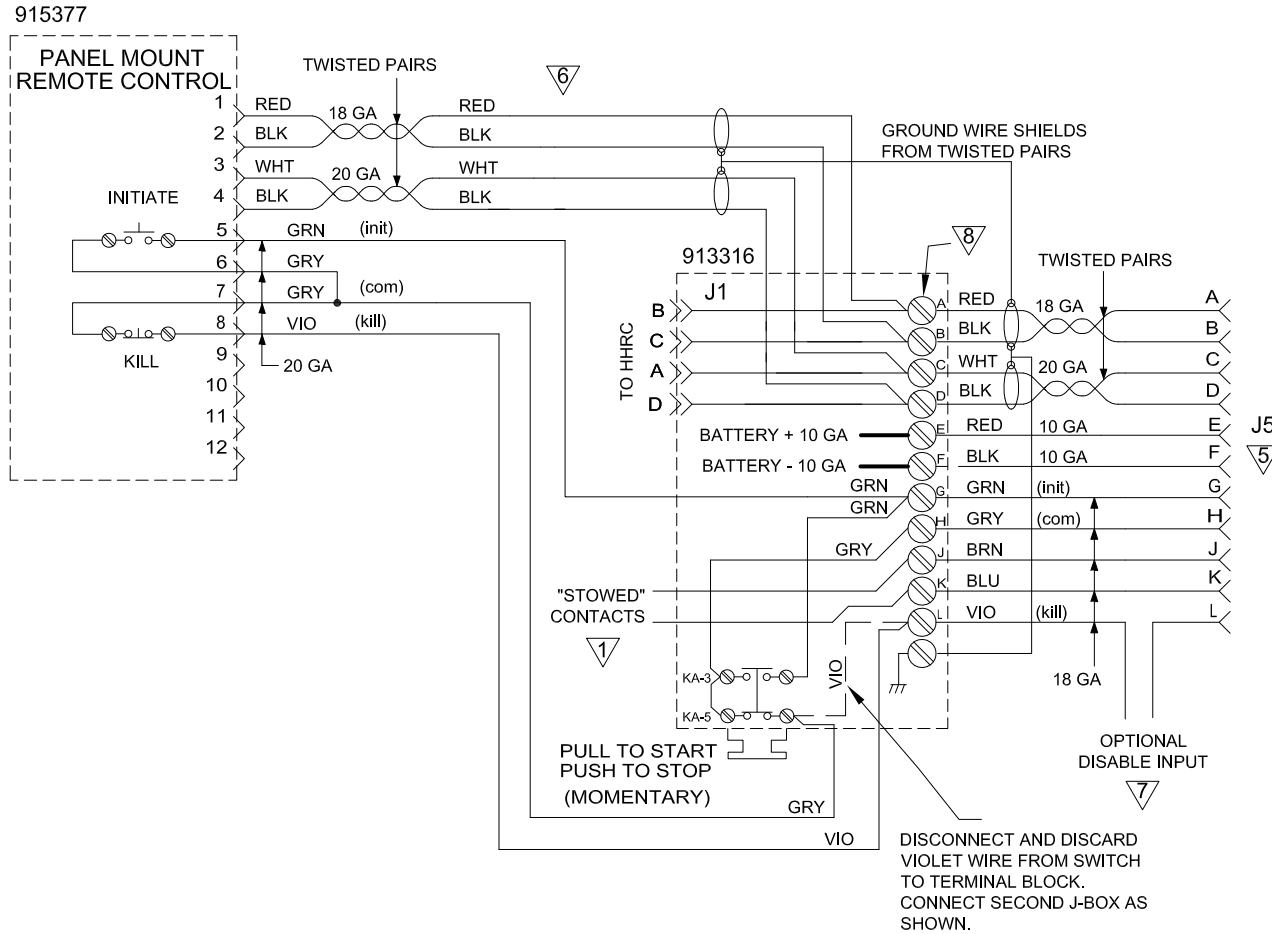 915377
PANEL MOUNT
REMOTE CONTROL
TWISTED PAIRS
6
1
RED
18 GA
RED
2
BLK
BLK
3
WHT
20 GA
WHT
4
BLK
BLK
GROUND WIRE SHIELDS
FROM TWISTED PAIRS
INITIATE
5
GRN
(init)
6
GRY
7
GRY
(com)
8
VIO
(kill)
KILL
9
20 GA
10
11
12
913316
8
TWISTED PAIRS
J1
TO HHRC
B
A
RED
18 GA
A
C
B
BLK
B
A
C
WHT
20 GA
C
D
D
BLK
D
BATTERY + 10 GA
E
RED
10 GA
E
J5
BATTERY - 10 GA
F
BLK
10 GA
F
5
GRN
G
GRN
(init)
G
GRN
H
GRY
(com)
H
GRY
J
BRN
J
"STOWED"
CONTACTS
K
BLU
K
1
L
VIO
(kill)
L
VIO
18 GA
KA-3
KA-5
PULL TO START
PUSH TO STOP
(MOMENTARY)
OPTIONAL
DISABLE INPUT
7
GRY
VIO
DISCONNECT AND DISCARD
VIOLET WIRE FROM SWITCH
TO TERMINAL BLOCK.
CONNECT SECOND J-BOX AS
SHOWN.